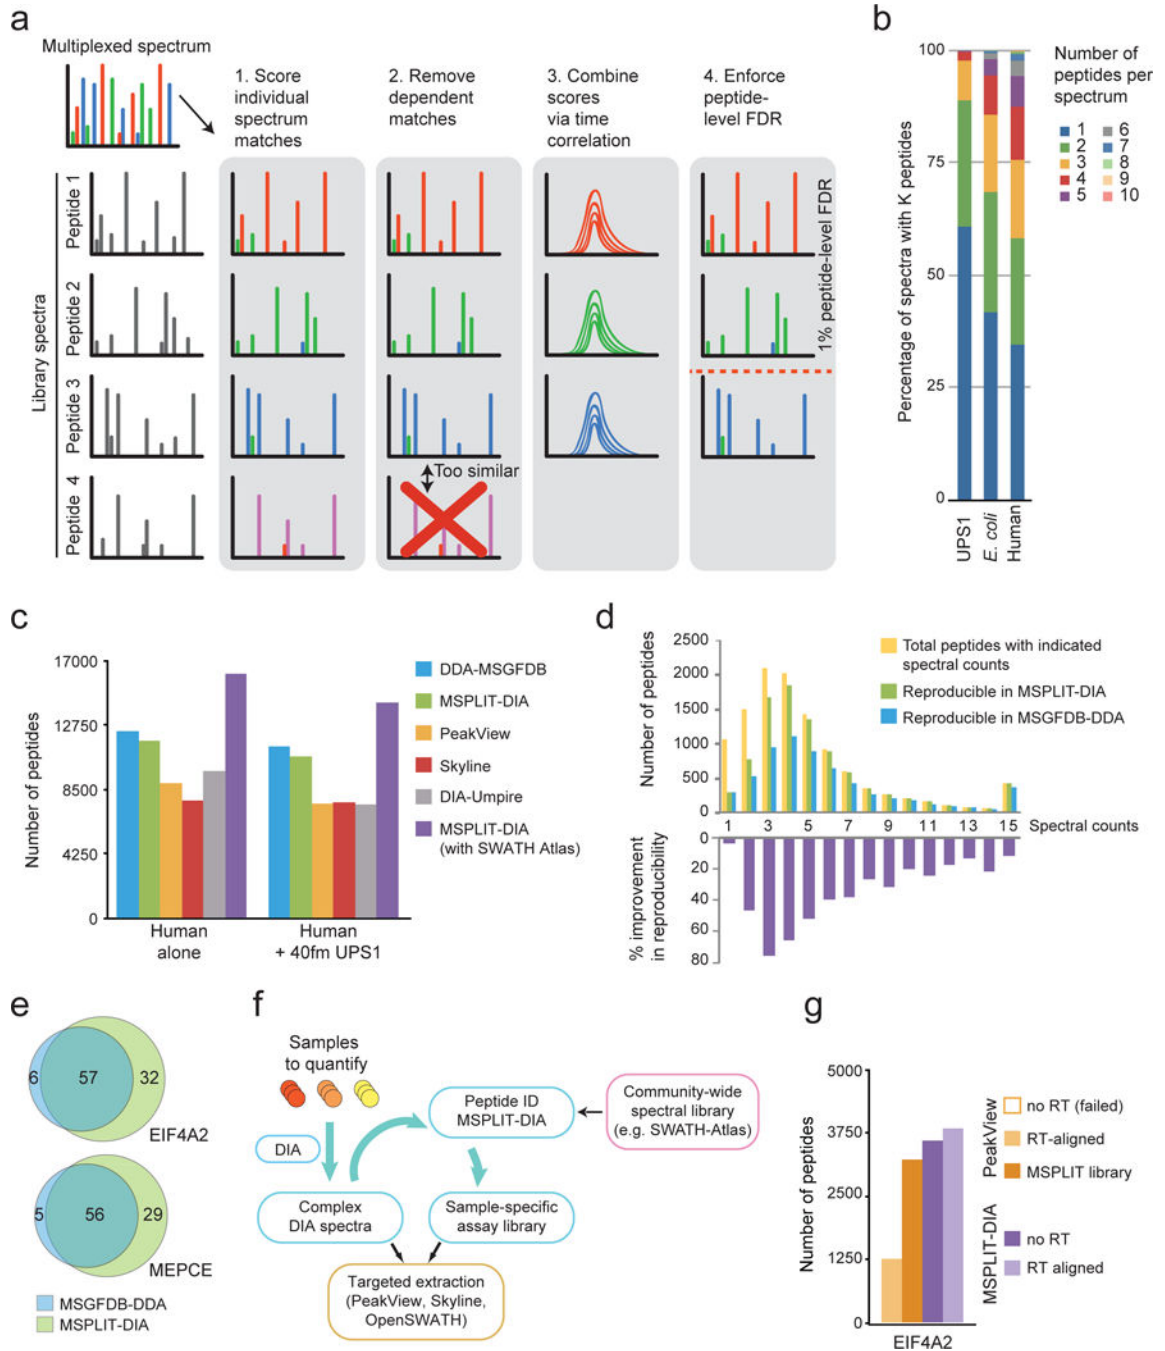 a
Multiplexed spectrum
1. Score
individual
spectrum
matches
2. Remove
dependent
matches
3. Combine
scores
via time
correlation
4. Enforce
peptide-
level FDR
Library spectra
Peptide 1
Peptide 2
Peptide 3
Peptide 4
Too similar
1% peptide-level FDR
b
Percentage of spectra with K peptides
100
75
50
25
0
UPS1
E. coli
Human
Number of
peptides per
spectrum
1 6
2 7
3 8
4 9
5 10
c
Number of peptides
17000
12750
8500
4250
0
Human
alone
Human
+ 40fm UPS1
DDA-MSGFDB
MSPLIT-DIA
PeakView
Skyline
DIA-Umpire
MSPLIT-DIA
(with SWATH Atlas)
d
Number of peptides
2500
2000
1500
1000
500
0
Total peptides with indicated
spectral counts
Reproducible in MSPLIT-DIA
Reproducible in MSGFDB-DDA
1 3 5 7 9 11 13 15 Spectral counts
% improvement
in reproducibility
0
20
40
60
80
e
6 57 32
EIF4A2
5 56 29
MEPCE
MSGFDB-DDA
MSPLIT-DIA
f
Samples
to quantify
DIA
Complex
DIA spectra
Peptide ID
MSPLIT-DIA
Community-wide
spectral library
(e.g. SWATH-Atlas)
Sample-specific
assay library
Targeted extraction
(PeakView, Skyline,
OpenSWATH)
g
Number of peptides
5000
3750
2500
1250
0
EIF4A2
PeakView
no RT (failed)
RT-aligned
MSPLIT library
MSPLIT-DIA
no RT
RT aligned